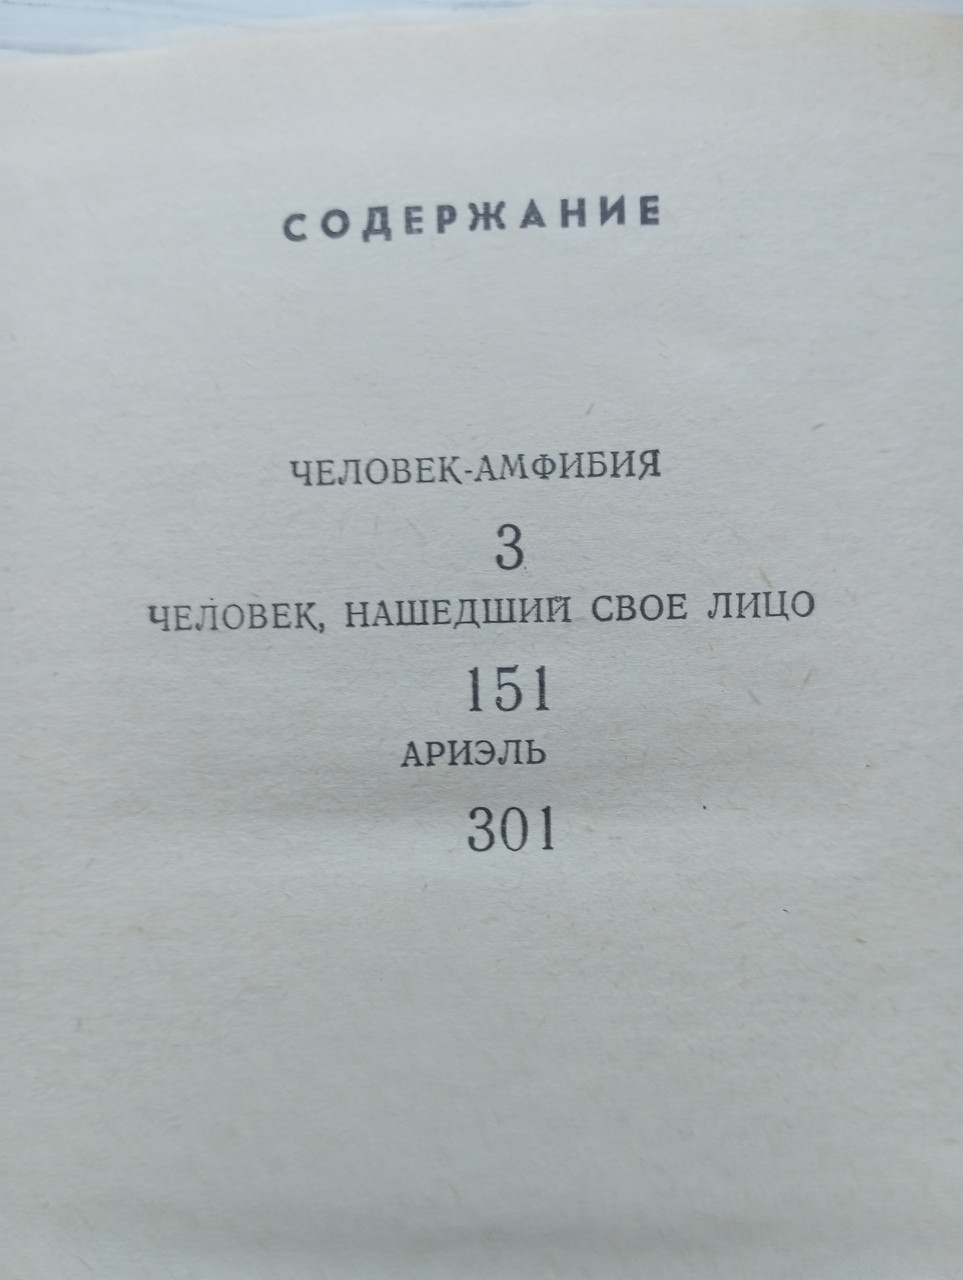 СОДЕРЖАНИЕ
ЧЕЛОВЕК-АМФИБИЯ
3
ЧЕЛОВЕК, НАШЕДШИЙ СВОЕ ЛИЦО
151
АРИЭЛЬ
301